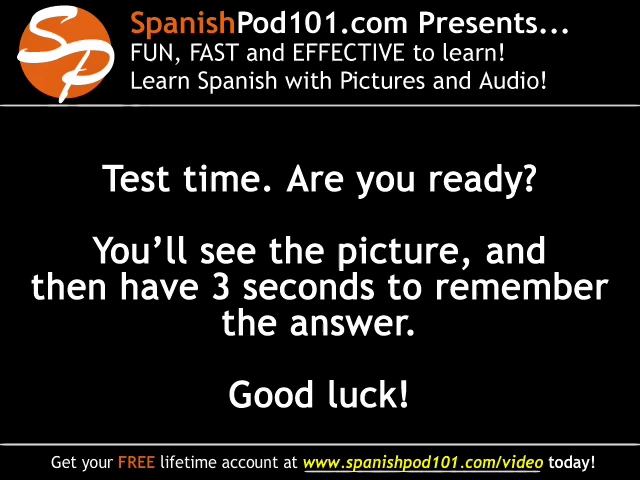 SP
SpanishPod101.com Presents...
FUN, FAST and EFFECTIVE to learn!
Learn Spanish with Pictures and Audio!
Test time. Are you ready?
You'll see the picture, and
then have 3 seconds to remember
the answer.
Good luck!
Get your FREE lifetime account at www.spanishpod101.com/video today!